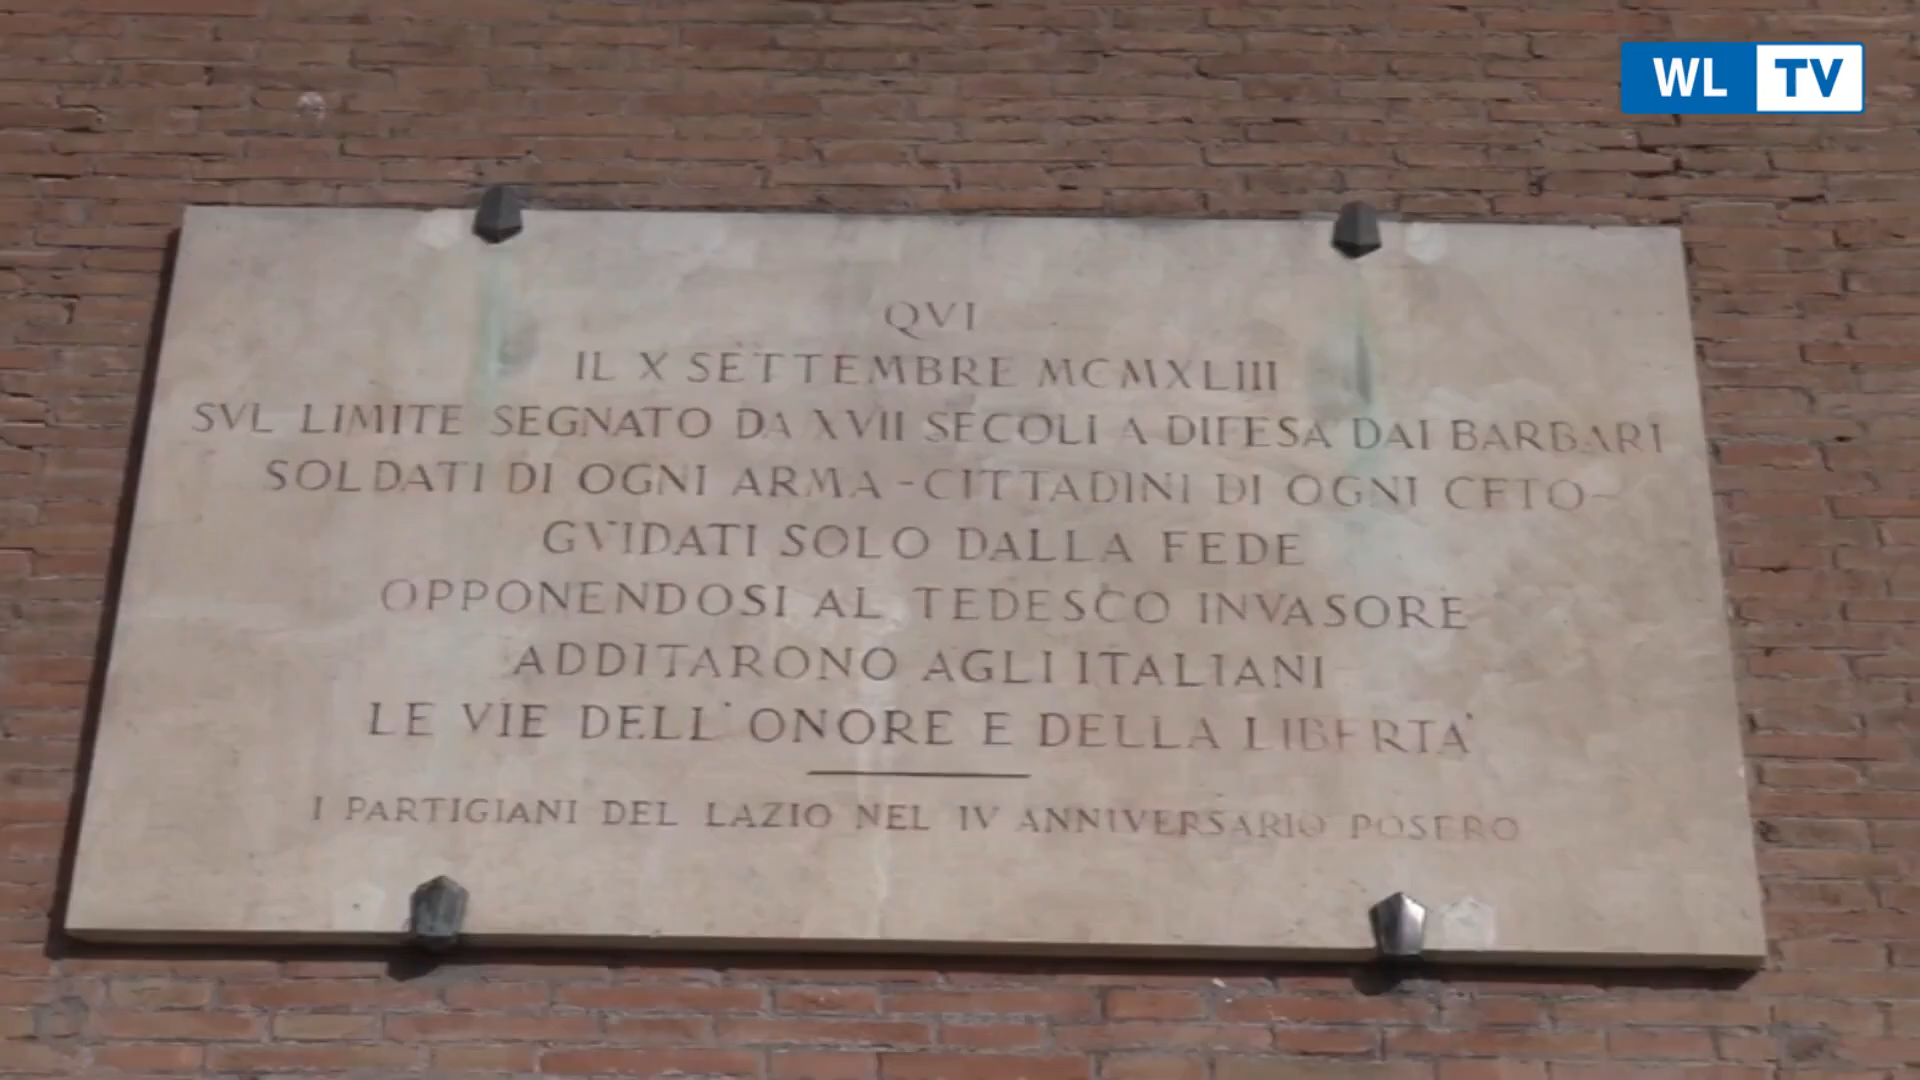 WL TV
QVI
IL X SETTEMBRE MCMXLIII
SVL LIMITE SEGNATO DA XVII SECOLI A DIFESA DAI BARBARI
SOLDATI DI OGNI ARMA - CITTADINI DI OGNI CETO -
GVIDATI SOLO DALLA FEDE
OPPONENDOSI AL TEDESCO INVASORE
ADDITARONO AGLI ITALIANI
LE VIE DELL'ONORE E DELLA LIBERTA'
I PARTIGIANI DEL LAZIO NEL IV ANNIVERSARIO POSERO